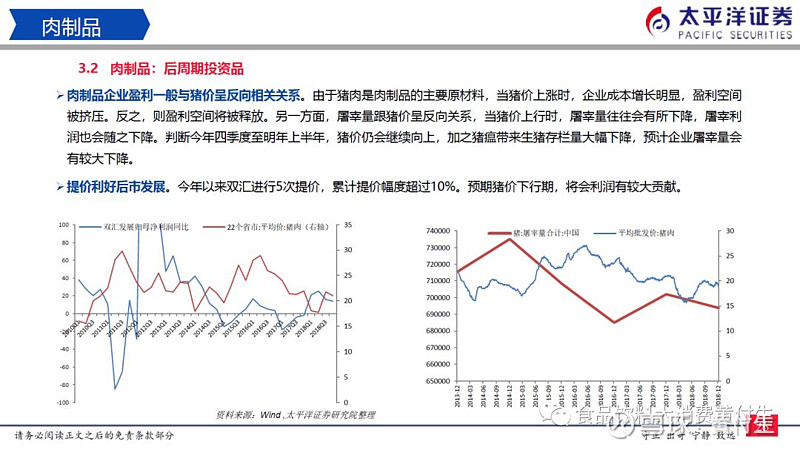 肉制品
太平洋证券
PACIFIC SECURITIES
3.2 肉制品：后周期投资品
➢肉制品企业盈利一般与猪价呈反向相关关系。由于猪肉是肉制品的主要原材料，当猪价上涨时，企业成本增长明显，盈利空间
被挤压。反之，则盈利空间将被释放。另一方面，屠宰量跟猪价呈反向关系，当猪价上行时，屠宰量往往会有所下降，屠宰利
润也会随之下降。判断今年四季度至明年上半年，猪价仍会继续向上，加之猪瘟带来生猪存栏量大幅下降，预计企业屠宰量会
有较大下降。
➢提价利好后市发展。今年以来双汇进行5次提价，累计提价幅度超过10%。预期猪价下行期，将会利润有较大贡献。
双汇发展归母净利润同比
22个省市:平均价:猪肉（右轴）
100
80
60
40
20
0
-20
-40
-60
-80
-100
35
30
25
20
15
10
5
0
2010Q1
2010Q3
2011Q1
2011Q3
2012Q1
2012Q3
2013Q1
2013Q3
2014Q1
2014Q3
2015Q1
2015Q3
2016Q1
2016Q3
2017Q1
2017Q3
2018Q1
2018Q3
猪:屠宰量合计:中国
平均批发价:猪肉
740000
730000
720000
710000
700000
690000
680000
670000
660000
650000
30
25
20
15
10
5
0
2013-12
2014-03
2014-06
2014-09
2014-12
2015-03
2015-06
2015-09
2015-12
2016-03
2016-06
2016-09
2016-12
2017-03
2017-06
2017-09
2017-12
2018-03
2018-06
2018-09
2018-12
资料来源：Wind ,太平洋证券研究院整理
食品饮料大消费黄付生
请务必阅读正文之后的免责条款部分
守正 出奇 宁静 致远